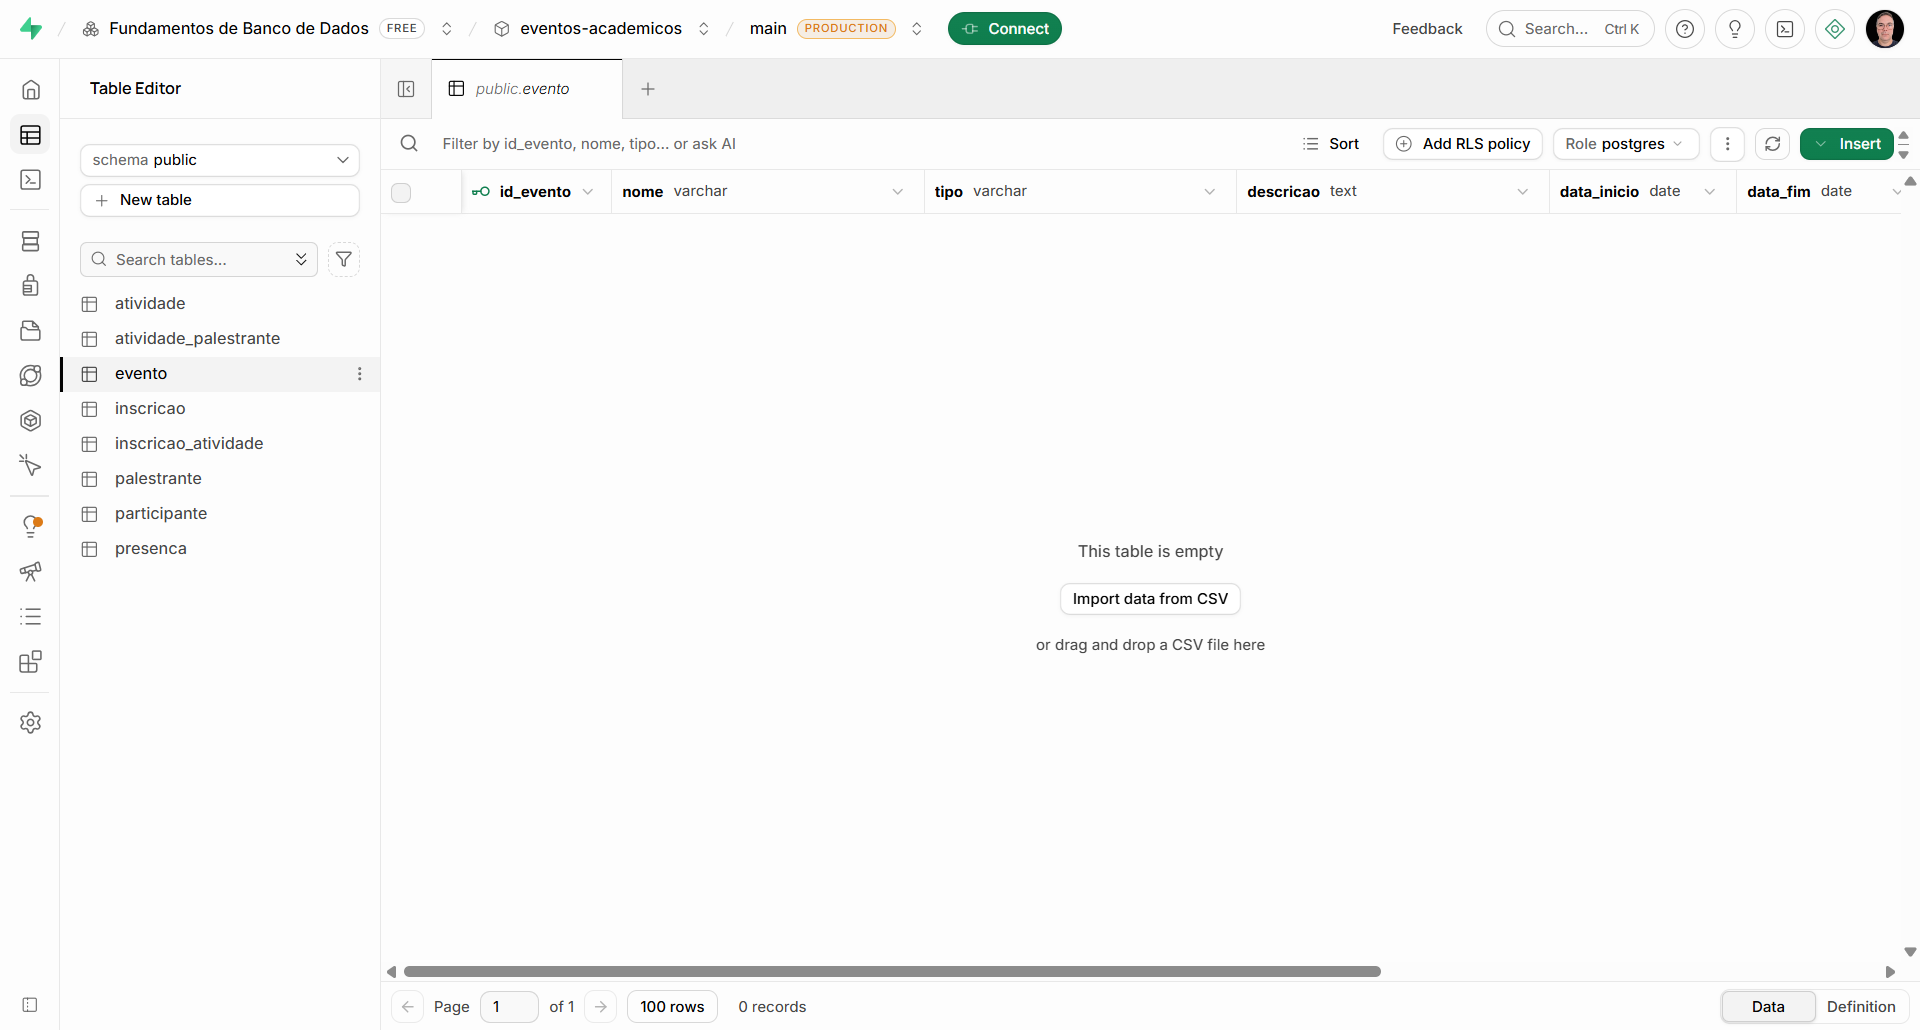 Fundamentos de Banco de Dados FREE eventos-academicos main PRODUCTION Connect Feedback Search... Ctrl K
Table Editor
public.evento
schema public
New table
Search tables...
atividade
atividade_palestrante
evento
inscricao
inscricao_atividade
palestrante
participante
presenca
Filter by id_evento, nome, tipo... or ask AI Sort Add RLS policy Role postgres Insert
id_evento nome varchar tipo varchar descricao text data_inicio date data_fim date
This table is empty
Import data from CSV
or drag and drop a CSV file here
Page 1 of 1 100 rows 0 records Data Definition